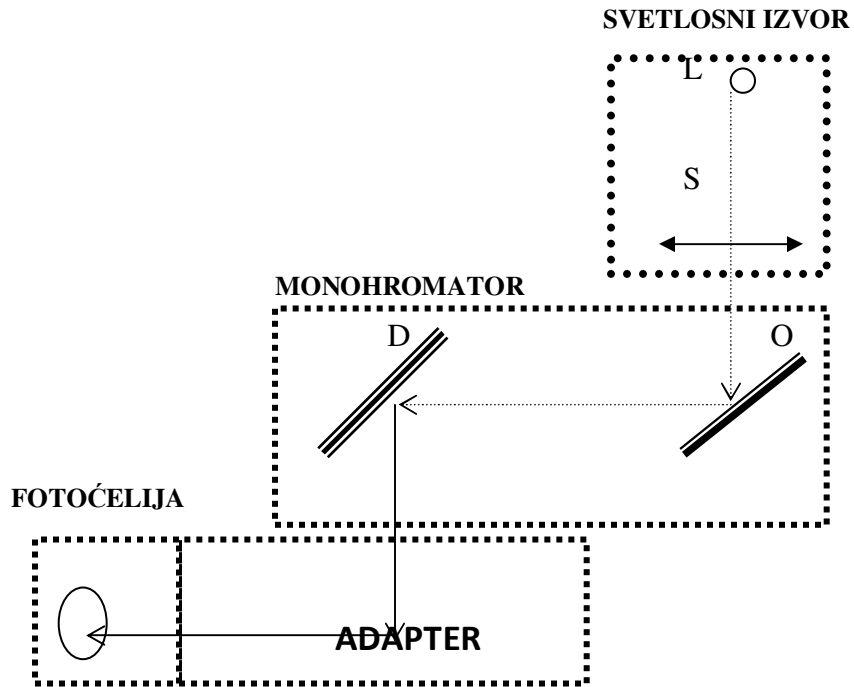 SVETLOSNI IZVOR
L
S
MONOHROMATOR
D
O
FOTOĆELIJA
ADAPTER